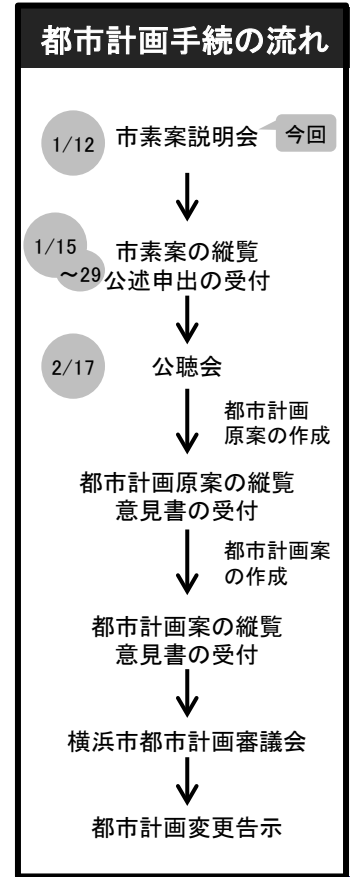 都市計画手続の流れ
1/12
市素案説明会
今回
1/15
～29
市素案の縦覧
公述申出の受付
2/17
公聴会
都市計画
原案の作成
都市計画原案の縦覧
意見書の受付
都市計画案
の作成
都市計画案の縦覧
意見書の受付
横浜市都市計画審議会
都市計画変更告示